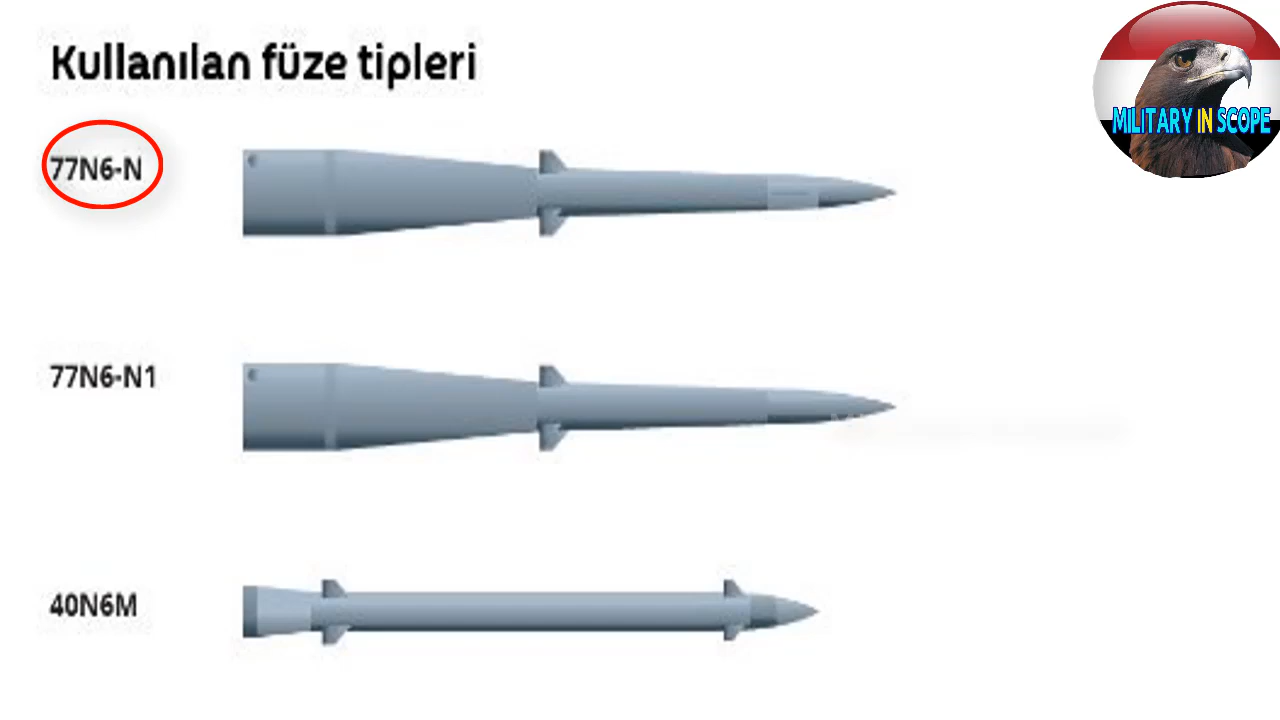 Kullanılan füze tipleri
MILITARY IN SCOPE
77N6-N
77N6-N1
40N6M